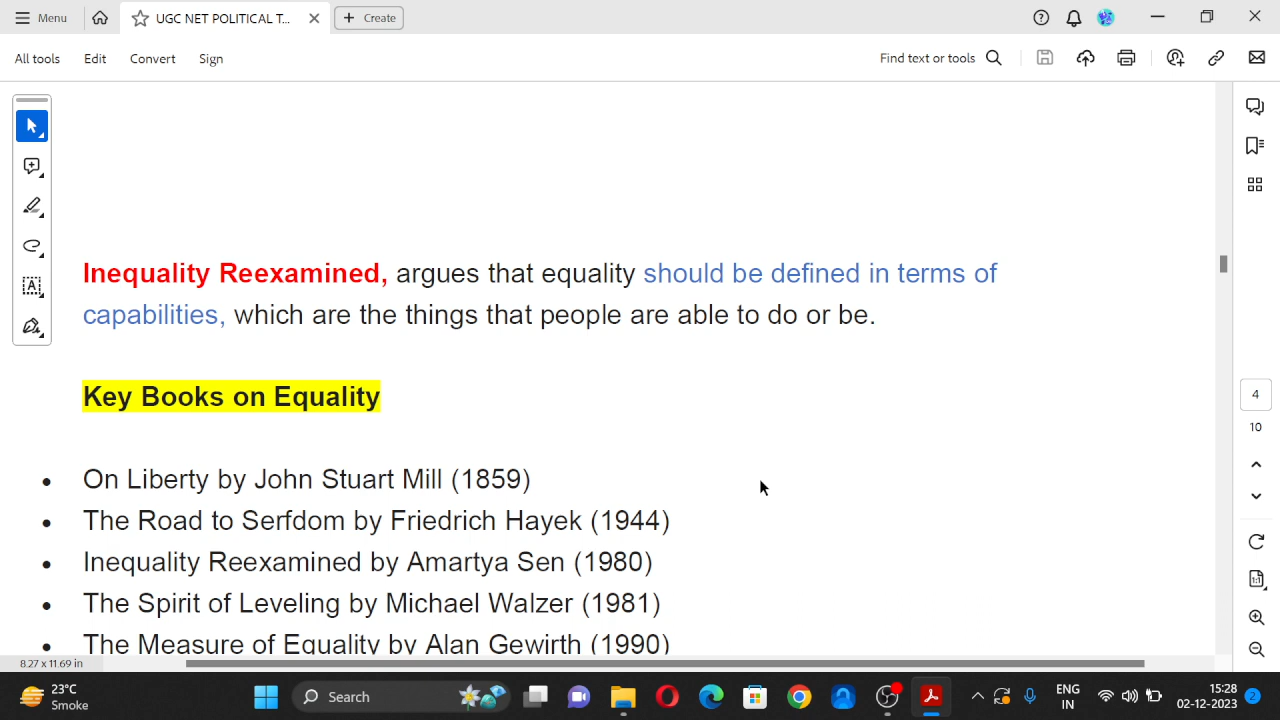 Menu
UGC NET POLITICAL T...
Create
All tools
Edit
Convert
Sign
Find text or tools
Inequality Reexamined, argues that equality should be defined in terms of
capabilities, which are the things that people are able to do or be.
Key Books on Equality
• On Liberty by John Stuart Mill (1859)
• The Road to Serfdom by Friedrich Hayek (1944)
• Inequality Reexamined by Amartya Sen (1980)
• The Spirit of Leveling by Michael Walzer (1981)
• The Measure of Equality by Alan Gewirth (1990)
4
10
1:1
8.27 x 11.69 in
23°C
Smoke
Search
ENG
IN
15:28
02-12-2023
2